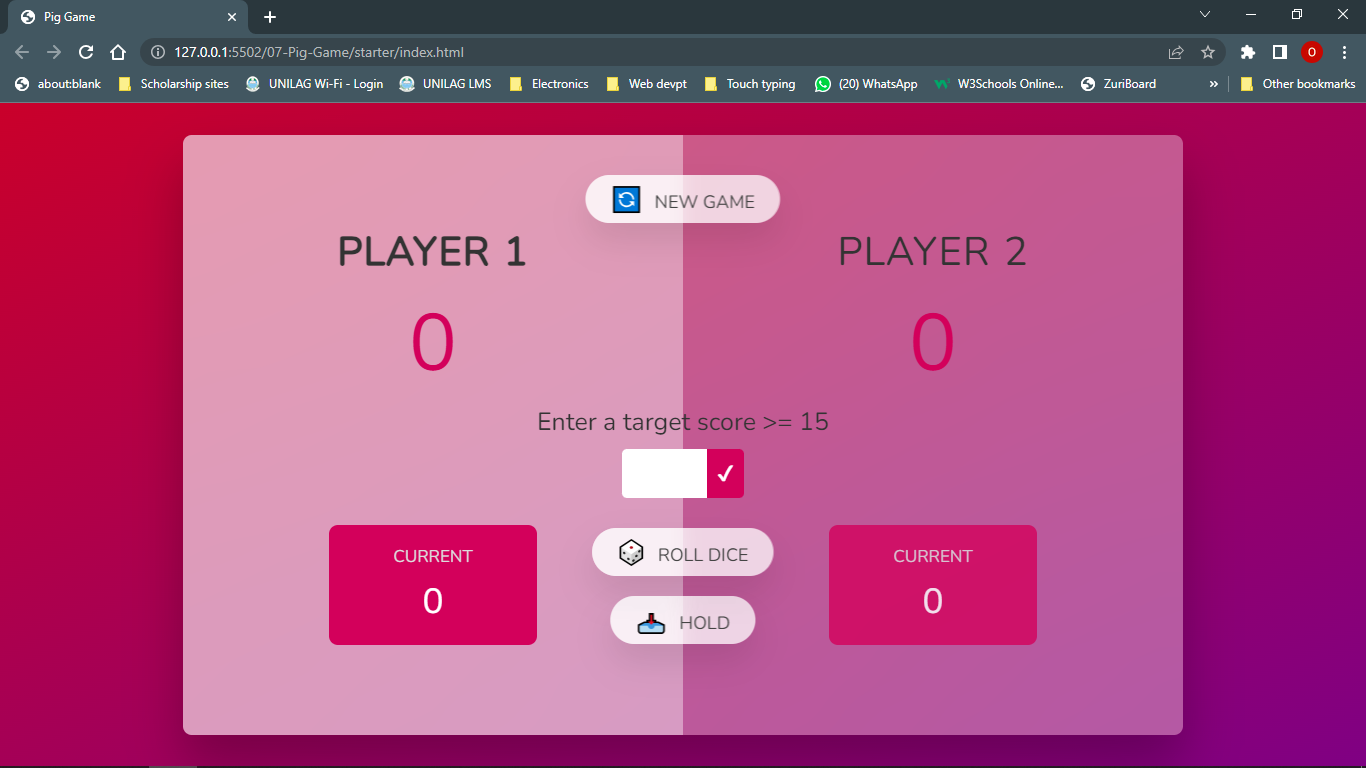 Pig Game
127.0.0.1:5502/07-Pig-Game/starter/index.html
O
about:blank Scholarship sites UNILAG Wi-Fi - Login UNILAG LMS Electronics Web devpt Touch typing (20) WhatsApp W3Schools Online... ZuriBoard » Other bookmarks
NEW GAME
PLAYER 1 PLAYER 2
0 0
Enter a target score >= 15
CURRENT ROLL DICE CURRENT
0 0
HOLD